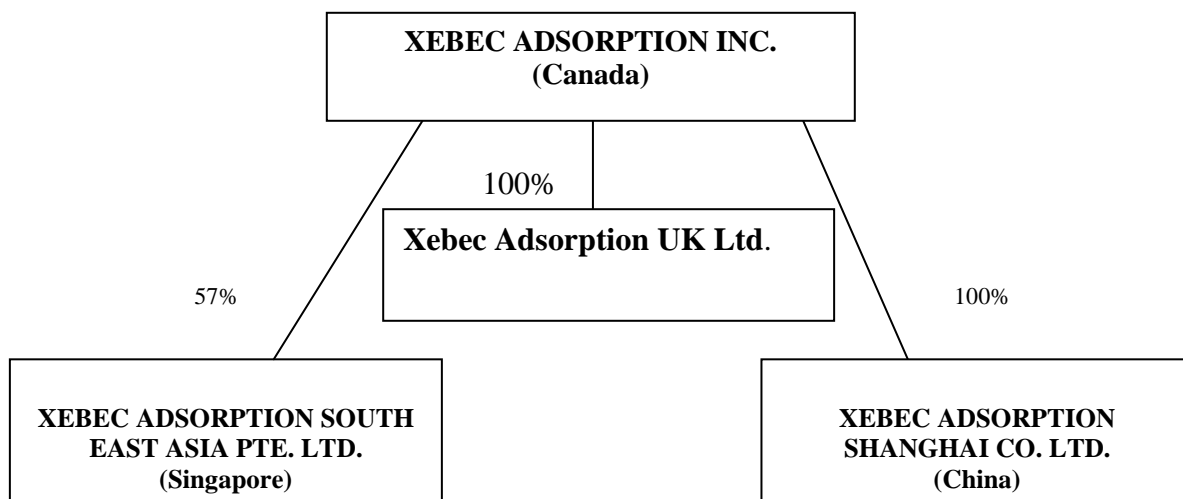 XEBEC ADSORPTION INC.
(Canada)
100%
Xebec Adsorption UK Ltd.
57%
100%
XEBEC ADSORPTION SOUTH
EAST ASIA PTE. LTD.
(Singapore)
XEBEC ADSORPTION
SHANGHAI CO. LTD.
(China)